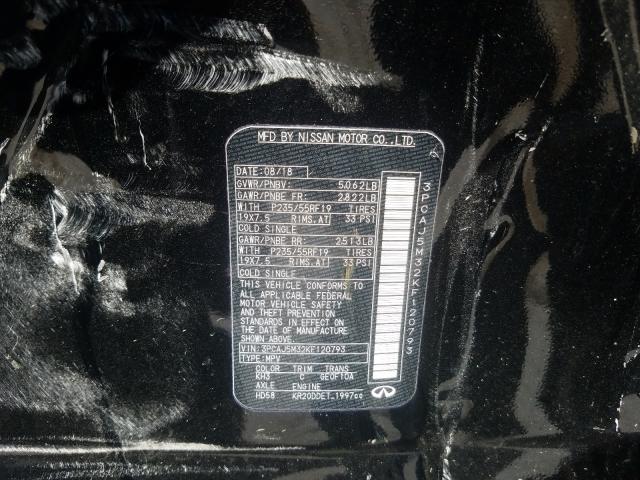 MFD BY NISSAN MOTOR CO.,LTD.
DATE: 08/18
GVWR/PNBV: 5,062LB
GAWR/PNBE FR: 2822LB
WITH P235/55RF19 TIRES
19X7.5 RIMS.AT 33 PSI
COLD SINGLE
GAWR/PNBE RR: 2513LB
WITH P235/55RF19 TIRES
19X7.5 RIMS.AT 33 PSI
COLD SINGLE
THIS VEHICLE CONFORMS TO
ALL APPLICABLE FEDERAL
MOTOR VEHICLE SAFETY
AND THEFT PREVENTION
STANDARDS IN EFFECT ON
THE DATE OF MANUFACTURE
SHOWN ABOVE.
VIN: 3PCAJ5M32KF120793
TYPE: MPV
COLOR TRIM TRANS
KH3 C GE0F10A
AXLE ENGINE
HD58 KR20DDET 1997cc
3PCAJ5M32KF120793